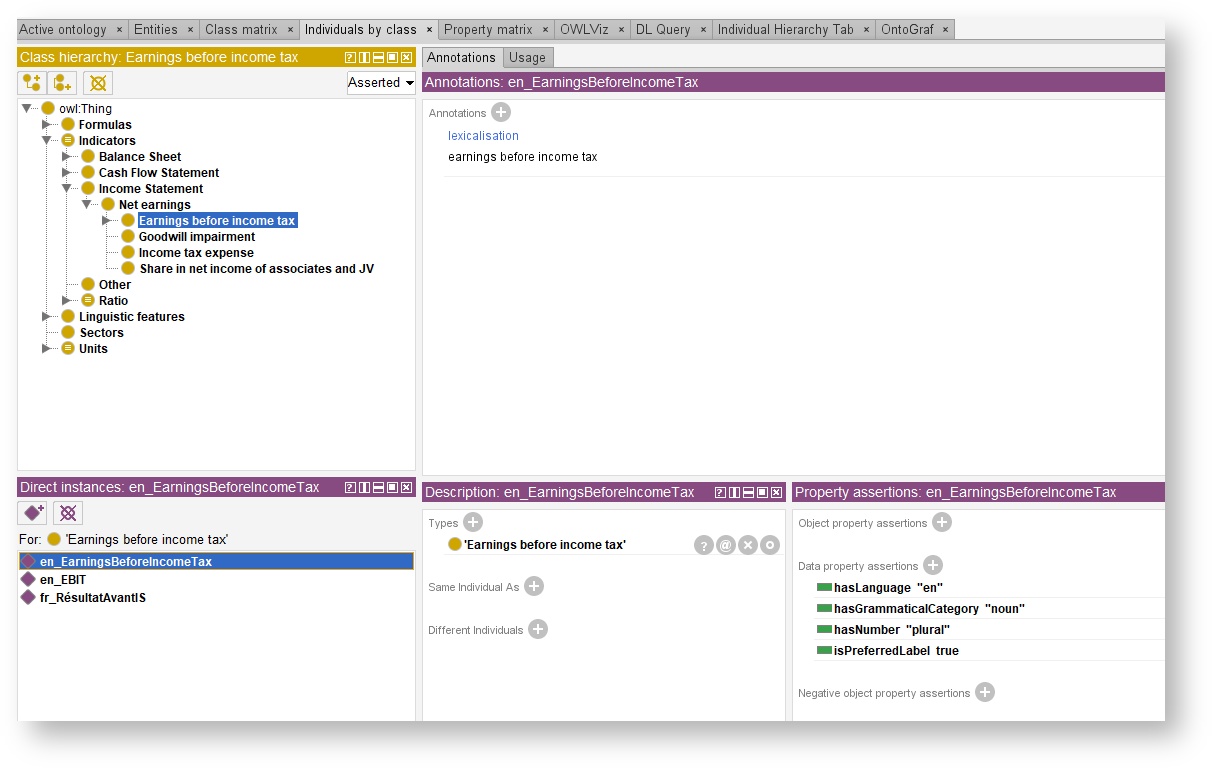 Active ontology × Entities × Class matrix × Individuals by class × Property matrix × OWLViz × DL Query × Individual Hierarchy Tab × OntoGraf ×
Class hierarchy: Earnings before income tax
Asserted
owl:Thing
Formulas
Indicators
Balance Sheet
Cash Flow Statement
Income Statement
Net earnings
Earnings before income tax
Goodwill impairment
Income tax expense
Share in net income of associates and JV
Other
Ratio
Linguistic features
Sectors
Units
Annotations Usage
Annotations: en_EarningsBeforeIncomeTax
Annotations
lexicalisation
earnings before income tax
Direct instances: en_EarningsBeforeIncomeTax
For: 'Earnings before income tax'
en_EarningsBeforeIncomeTax
en_EBIT
fr_RésultatAvantIS
Description: en_EarningsBeforeIncomeTax
Types
'Earnings before income tax'
Same Individual As
Different Individuals
Property assertions: en_EarningsBeforeIncomeTax
Object property assertions
Data property assertions
hasLanguage "en"
hasGrammaticalCategory "noun"
hasNumber "plural"
isPreferredLabel true
Negative object property assertions